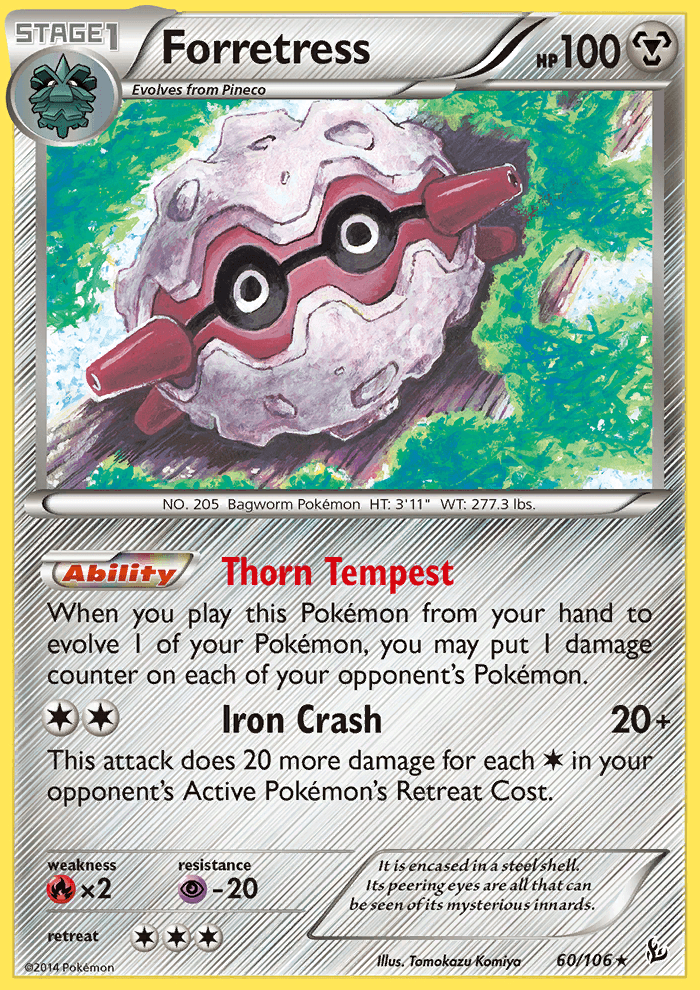 STAGE1
Forretress
HP100
Evolves from Pineco
NO. 205 Bagworm Pokémon HT: 3'11" WT: 277.3 lbs.
Ability Thorn Tempest
When you play this Pokémon from your hand to
evolve 1 of your Pokémon, you may put 1 damage
counter on each of your opponent's Pokémon.
Iron Crash 20+
This attack does 20 more damage for each ✶ in your
opponent's Active Pokémon's Retreat Cost.
weakness
×2
resistance
-20
retreat
It is encased in a steel shell.
Its peering eyes are all that can
be seen of its mysterious innards.
©2014 Pokémon
Illus. Tomokazu Komiya
60/106★